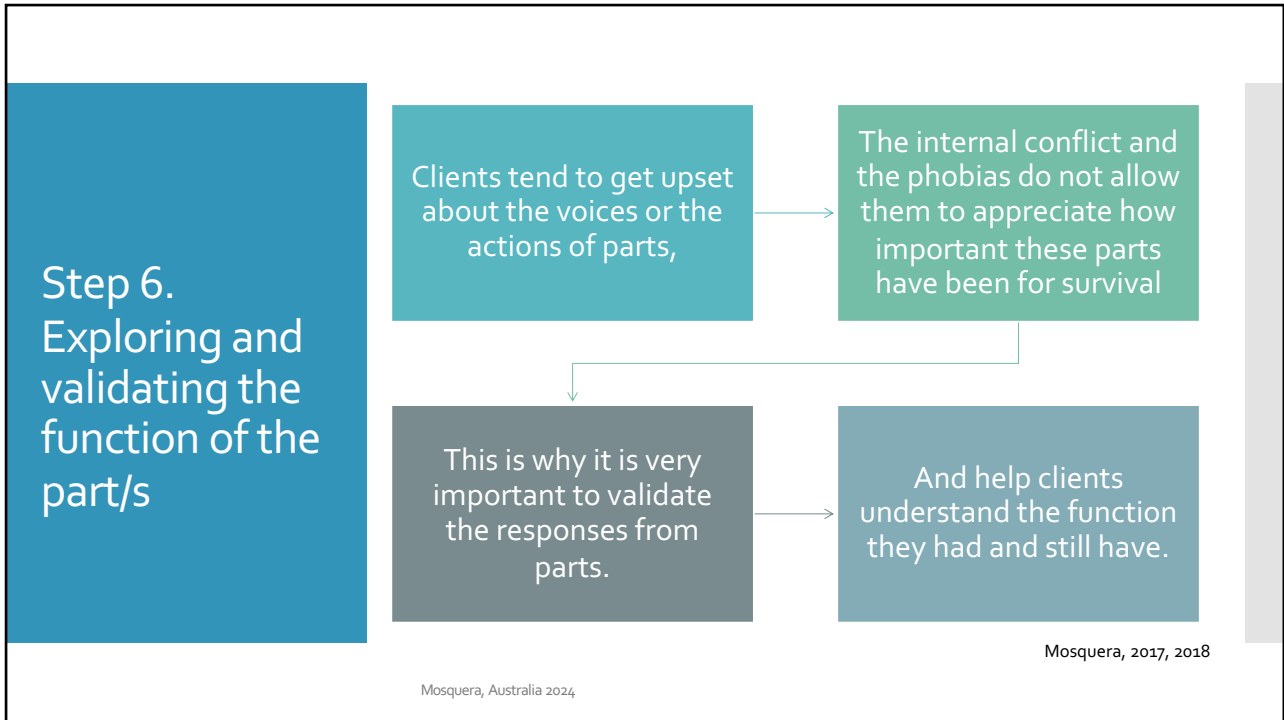 Step 6.
Exploring and
validating the
function of the
part/s
Clients tend to get upset
about the voices or the
actions of parts,
The internal conflict and
the phobias do not allow
them to appreciate how
important these parts
have been for survival
This is why it is very
important to validate
the responses from
parts.
And help clients
understand the function
they had and still have.
Mosquera, 2017, 2018
Mosquera, Australia 2024